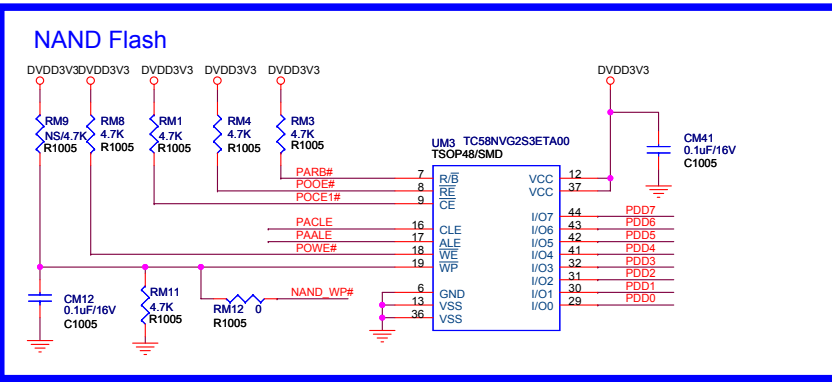 NAND Flash
DVDD3V3 DVDD3V3 DVDD3V3 DVDD3V3 DVDD3V3 DVDD3V3
RM9 RM8 RM1 RM4 RM3
NS/4.7K 4.7K 4.7K 4.7K 4.7K
R1005 R1005 R1005 R1005 R1005
CM41
0.1uF/16V
C1005
UM3 TC58NVG2S3ETA00
TSOP48/SMD
PARB# 7 R/B VCC 12
POOE# 8 RE VCC 37
POCE1# 9 CE
I/O7 44 PDD7
PACLE 16 CLE I/O6 43 PDD6
PAALE 17 ALE I/O5 42 PDD5
POWE# 18 WE I/O4 41 PDD4
19 WP I/O3 32 PDD3
I/O2 31 PDD2
6 GND I/O1 30 PDD1
13 VSS I/O0 29 PDD0
36 VSS
CM12
0.1uF/16V
C1005
RM11
4.7K
R1005
NAND_WP#
RM12 0
R1005